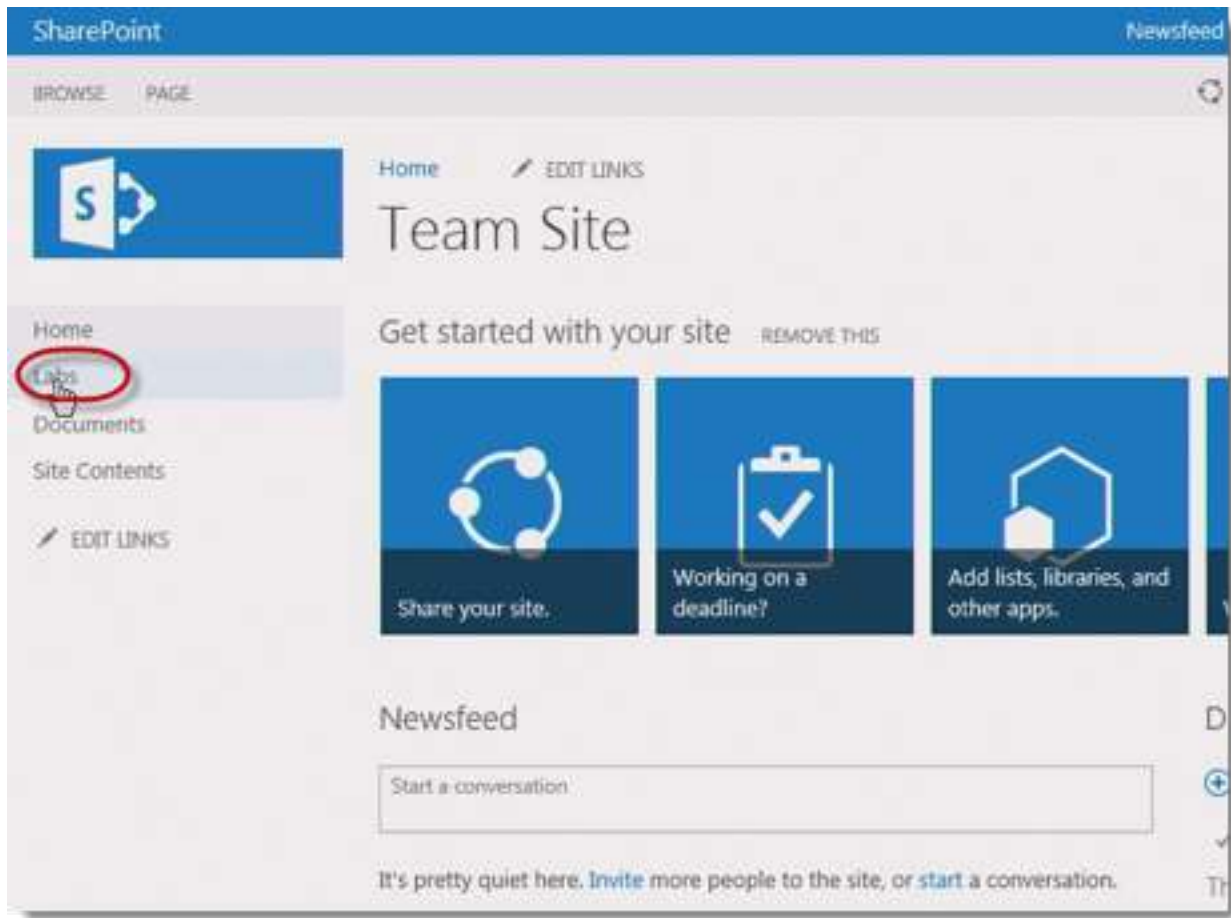 SharePoint
Newsfeed
BROWSE PAGE
S
Home EDIT LINKS
Team Site
Home
Labs
Documents
Site Contents
EDIT LINKS
Get started with your site REMOVE THIS
Share your site.
Working on a
deadline?
Add lists, libraries, and
other apps.
Newsfeed
Start a conversation
It's pretty quiet here. Invite more people to the site, or start a conversation.
D
Th